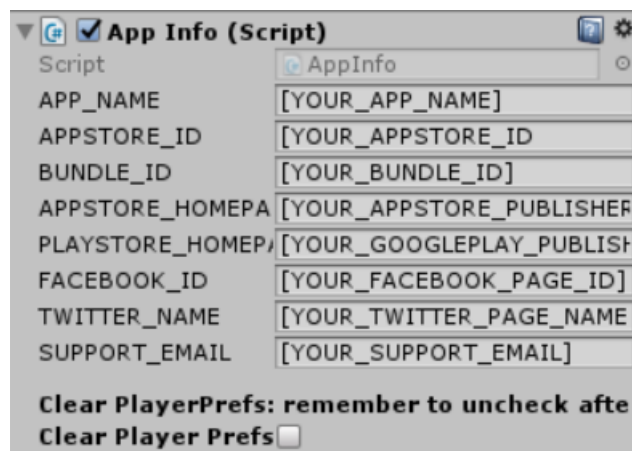 App Info (Script)
Script AppInfo
APP_NAME [YOUR_APP_NAME]
APPSTORE_ID [YOUR_APPSTORE_ID
BUNDLE_ID [YOUR_BUNDLE_ID]
APPSTORE_HOMEPA [YOUR_APPSTORE_PUBLISHER
PLAYSTORE_HOMEP [YOUR_GOOGLEPLAY_PUBLISH
FACEBOOK_ID [YOUR_FACEBOOK_PAGE_ID]
TWITTER_NAME [YOUR_TWITTER_PAGE_NAME
SUPPORT_EMAIL [YOUR_SUPPORT_EMAIL]
Clear PlayerPrefs: remember to uncheck afte
Clear Player Prefs